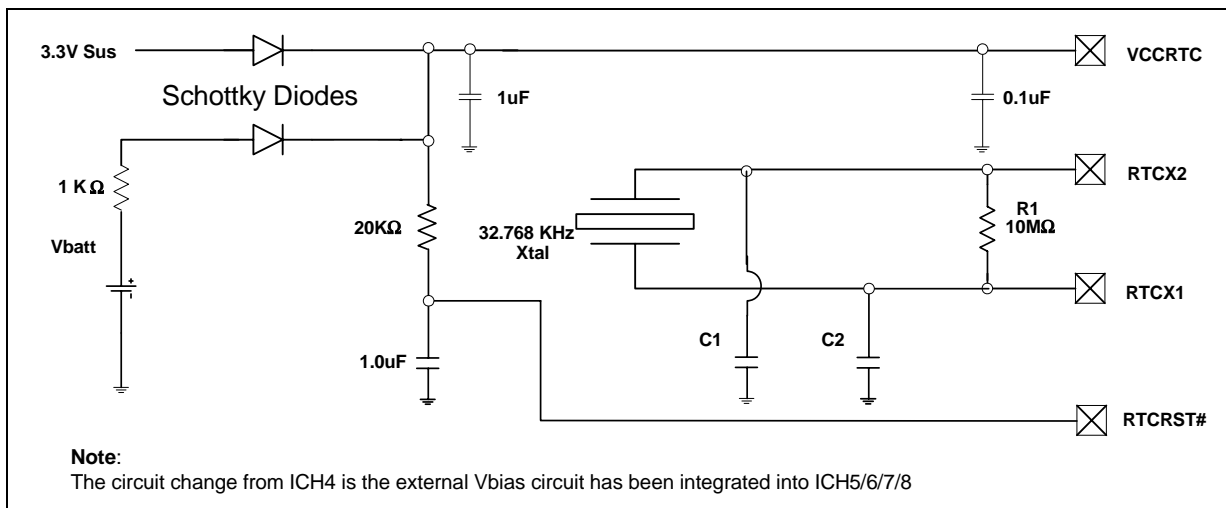 3.3V Sus
VCCRTC
Schottky Diodes
1uF
0.1uF
RTCX2
1 KΩ
R1
10MΩ
20KΩ
32.768 KHz
Xtal
Vbatt
+
-
RTCX1
C1
C2
1.0uF
RTCRST#
Note:
The circuit change from ICH4 is the external Vbias circuit has been integrated into ICH5/6/7/8